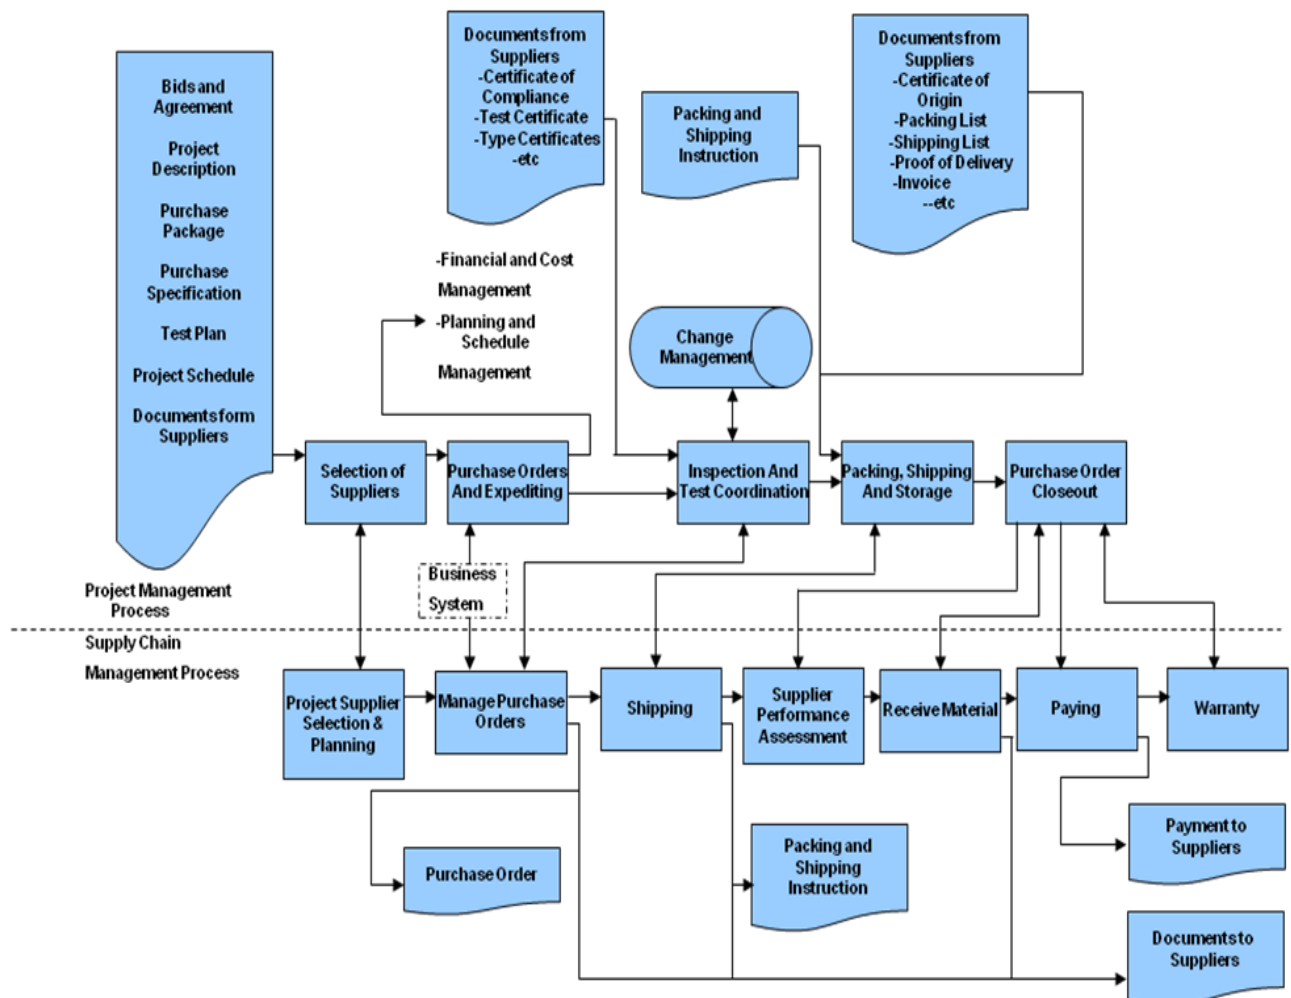 Bids and
Agreement
Project
Description
Purchase
Package
Purchase
Specification
Test Plan
Project Schedule
Documents form
Suppliers
Documents from
Suppliers
-Certificate of
Compliance
-Test Certificate
-Type Certificates
-etc
Packing and
Shipping
Instruction
Documents from
Suppliers
-Certificate of
Origin
-Packing List
-Shipping List
-Proof of Delivery
-Invoice
--etc
-Financial and Cost
Management
-Planning and
Schedule
Management
Change
Management
Selection of
Suppliers
Purchase Orders
And Expediting
Inspection And
Test Coordination
Packing, Shipping
And Storage
Purchase Order
Closeout
Business
System
Project Management
Process
Supply Chain
Management Process
Project Supplier
Selection &
Planning
Manage Purchase
Orders
Shipping
Supplier
Performance
Assessment
Receive Material
Paying
Warranty
Purchase Order
Packing and
Shipping
Instruction
Payment to
Suppliers
Documents to
Suppliers